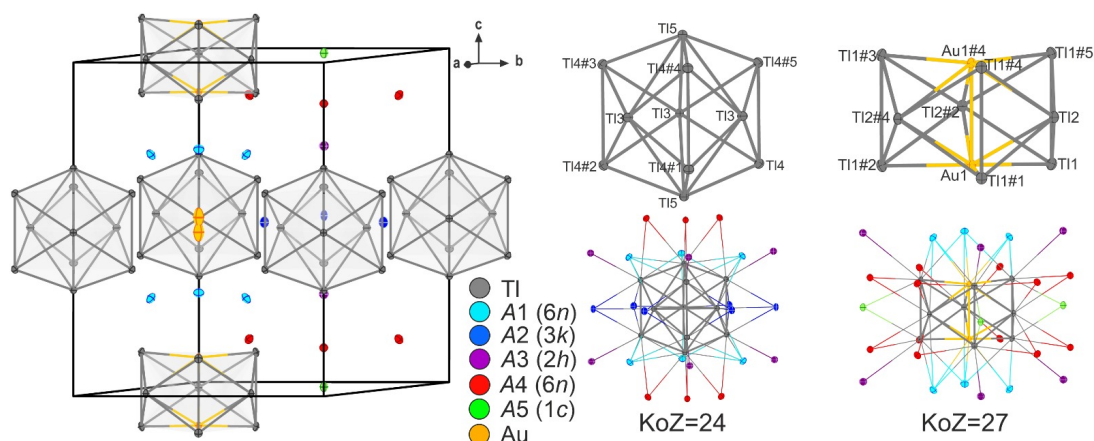 c
a
b
Tl
A1 (6n)
A2 (3k)
A3 (2h)
A4 (6n)
A5 (1c)
Au
Tl5
Tl4#3
Tl4#4
Tl4#5
Tl3
Tl3
Tl3
Tl4#2
Tl4#1
Tl4
Tl5
Au1#4
Tl1#5
Tl1#3
Tl1#4
Tl2#4
Tl2#2
Tl2
Tl1#2
Au1
Tl1#1
Tl1
KoZ=24
KoZ=27